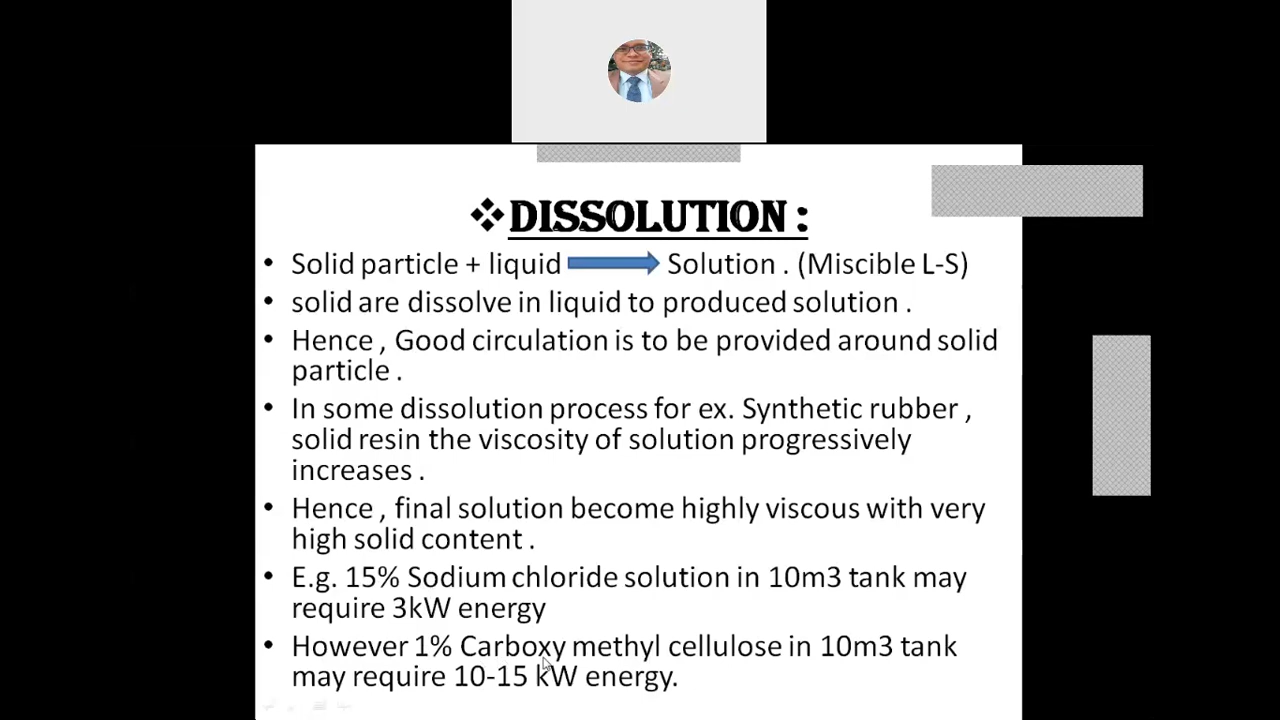 ❖DISSOLUTION :
• Solid particle + liquid ➡ Solution . (Miscible L-S)
• solid are dissolve in liquid to produced solution .
• Hence , Good circulation is to be provided around solid
particle .
• In some dissolution process for ex. Synthetic rubber ,
solid resin the viscosity of solution progressively
increases .
• Hence , final solution become highly viscous with very
high solid content .
• E.g. 15% Sodium chloride solution in 10m3 tank may
require 3kW energy
• However 1% Carboxy methyl cellulose in 10m3 tank
may require 10-15 kW energy.